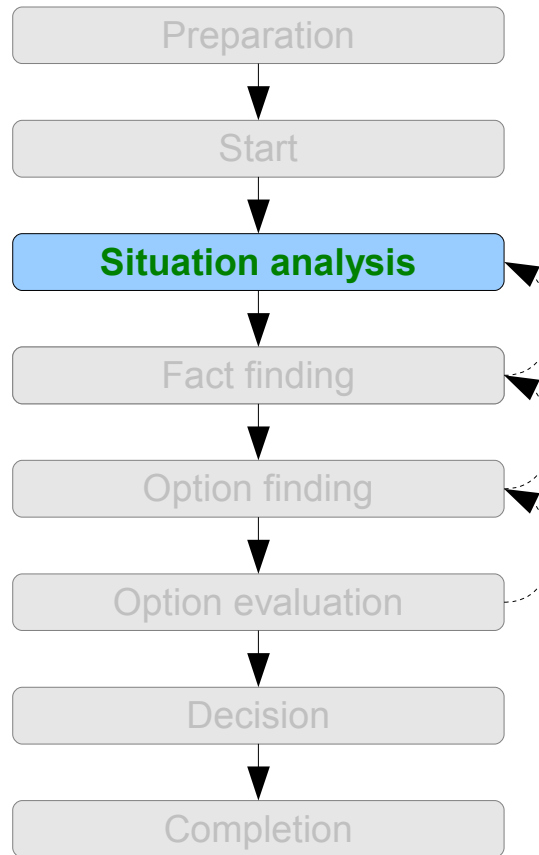 Preparation
Start
Situation analysis
Fact finding
Option finding
Option evaluation
Decision
Completion